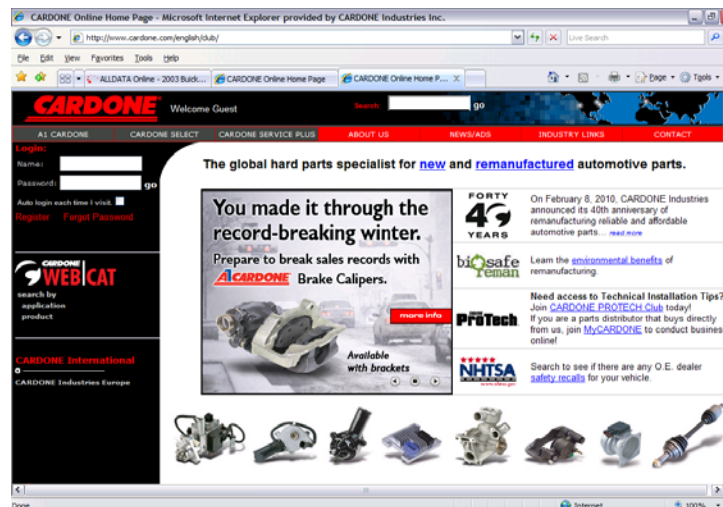 CARDONE Online Home Page - Microsoft Internet Explorer provided by CARDONE Industries Inc.
http://www.cardone.com/english/club/
Live Search
File Edit View Favorites Tools Help
ALLDATA Online - 2003 Buick... CARDONE Online Home Page CARDONE Online Home P... X
Page Tools
CARDONE Welcome Guest Search: go
A1 CARDONE CARDONE SELECT CARDONE SERVICE PLUS ABOUT US NEWS/ADS INDUSTRY LINKS CONTACT
Login:
Name:
Password: go
Auto login each time I visit.
Register Forgot Password
CARDONE
WEBCAT
search by
application
product
CARDONE International
CARDONE Industries Europe
The global hard parts specialist for new and remanufactured automotive parts.
You made it through the
record-breaking winter.
Prepare to break sales records with
A1 CARDONE Brake Calipers.
more info
Available
with brackets
FORTY
40
YEARS
On February 8, 2010, CARDONE Industries
announced its 40th anniversary of
remanufacturing reliable and affordable
automotive parts... read more
biosafe
reman
Learn the environmental benefits of
remanufacturing.
ProTech
Need access to Technical Installation Tips?
Join CARDONE PROTECH Club today!
If you are a parts distributor that buys directly
from us, join MyCARDONE to conduct busines
online!
NHTSA
www.nhtsa.gov
Search to see if there are any O.E. dealer
safety recalls for your vehicle.
Done Internet 100%